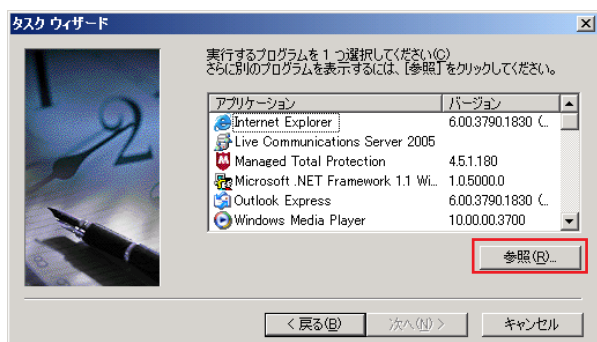 タスク ウィザード
実行するプログラムを 1 つ選択してください(C)
さらに別のプログラムを表示するには、[参照] をクリックしてください。
アプリケーション バージョン
Internet Explorer 6.00.3790.1830 (...
Live Communications Server 2005
Managed Total Protection 4.5.1.180
Microsoft .NET Framework 1.1 Wi... 1.0.5000.0
Outlook Express 6.00.3790.1830 (...
Windows Media Player 10.00.00.3700
参照(R)...
< 戻る(B) 次へ(N) > キャンセル